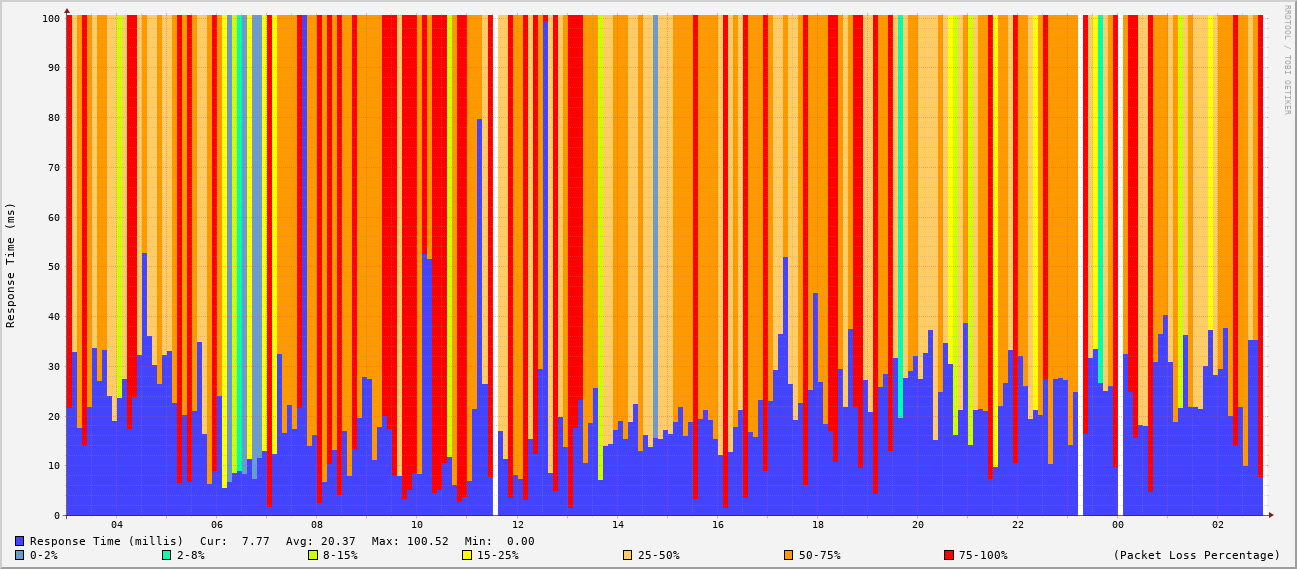 RRDTOOL / TOBI OETIKER
Response Time (ms)
100
90
80
70
60
50
40
30
20
10
0
04 06 08 10 12 14 16 18 20 22 00 02
Response Time (millis) Cur: 7.77 Avg: 20.37 Max: 100.52 Min: 0.00
0-2% 2-8% 8-15% 15-25% 25-50% 50-75% 75-100% (Packet Loss Percentage)